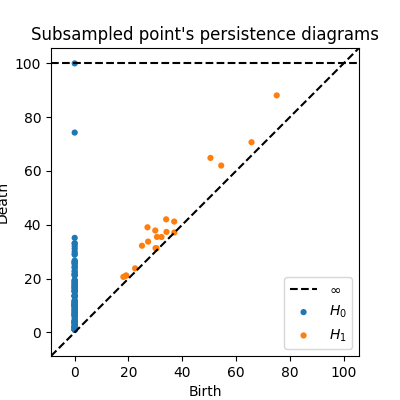 Subsampled point's persistence diagrams
100
80
60
40
20
0
Death
∞
H0
H1
0 20 40 60 80 100
Birth